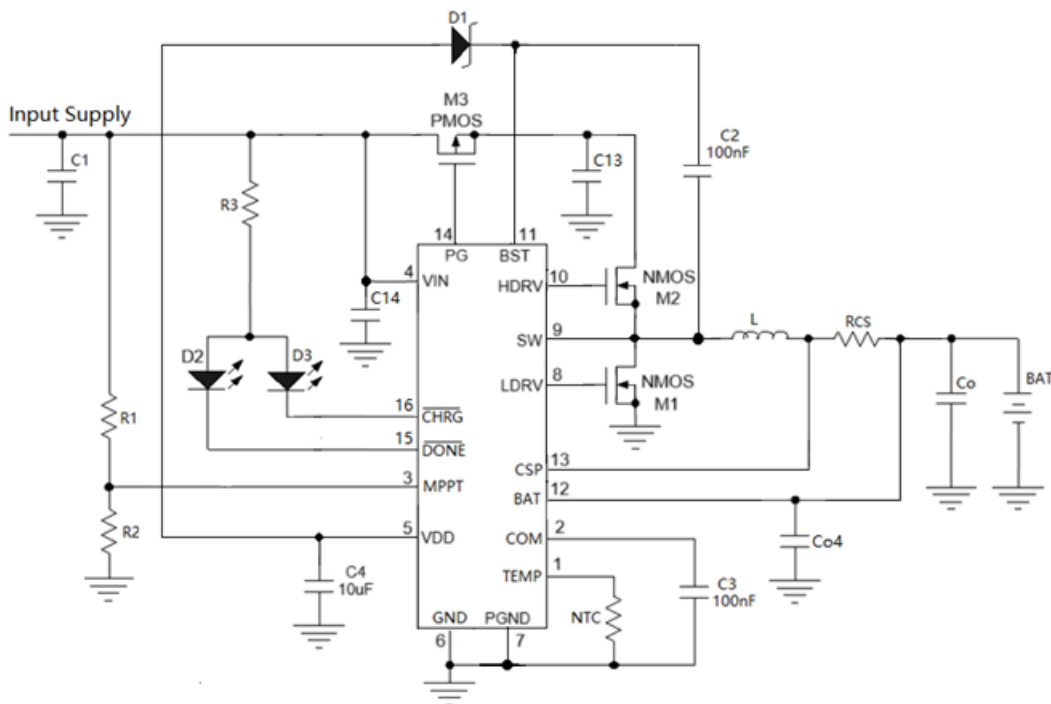 D1
M3
PMOS
Input Supply
C1
C13
C2
100nF
R3
14
11
PG
BST
4
VIN
HDRV
10
NMOS
M2
C14
SW
9
L
RCS
D2
D3
LDRV
8
NMOS
M1
Co
BAT
16
CHRG
R1
15
DONE
CSP
13
3
MPPT
BAT
12
R2
5
VDD
COM
2
Co4
C4
10uF
TEMP
1
C3
100nF
NTC
GND
PGND
6
7